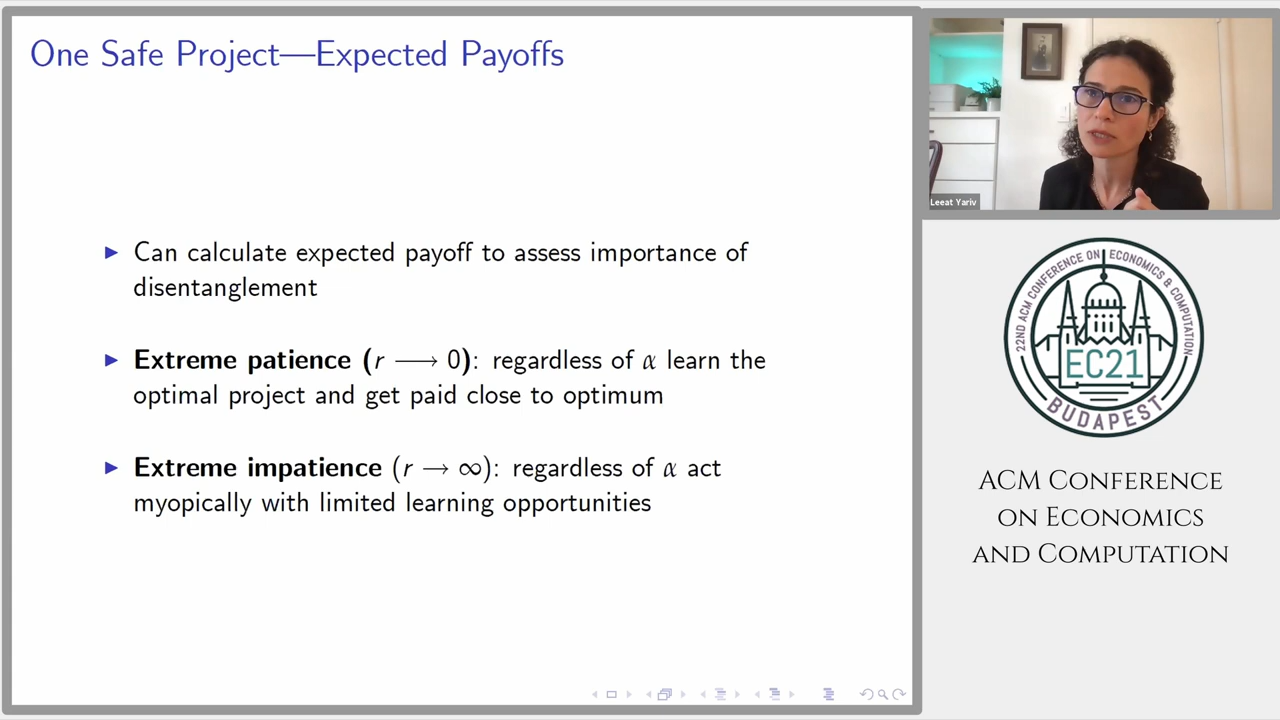 One Safe Project—Expected Payoffs
Can calculate expected payoff to assess importance of
disentanglement
Extreme patience (r ⟶ 0): regardless of α learn the
optimal project and get paid close to optimum
Extreme impatience (r → ∞): regardless of α act
myopically with limited learning opportunities
Leeat Yariv
22ND ACM CONFERENCE ON ECONOMICS & COMPUTATION
EC21
BUDAPEST
ACM Conference
on Economics
and Computation